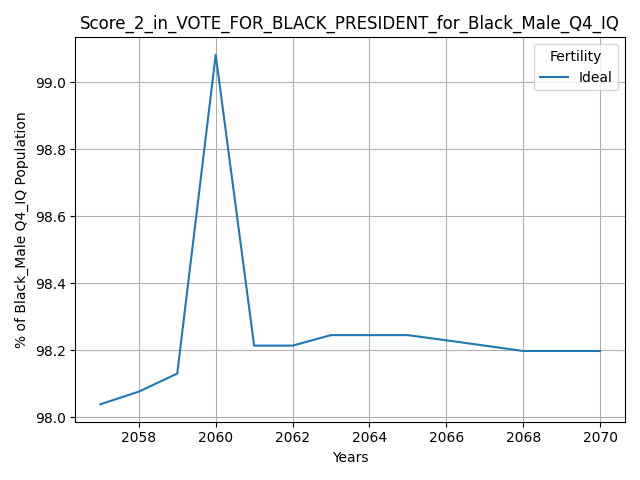 Score_2_in_VOTE_FOR_BLACK_PRESIDENT_for_Black_Male_Q4_IQ
Fertility
Ideal
% of Black_Male Q4_IQ Population
99.0
98.8
98.6
98.4
98.2
98.0
2058 2060 2062 2064 2066 2068 2070
Years